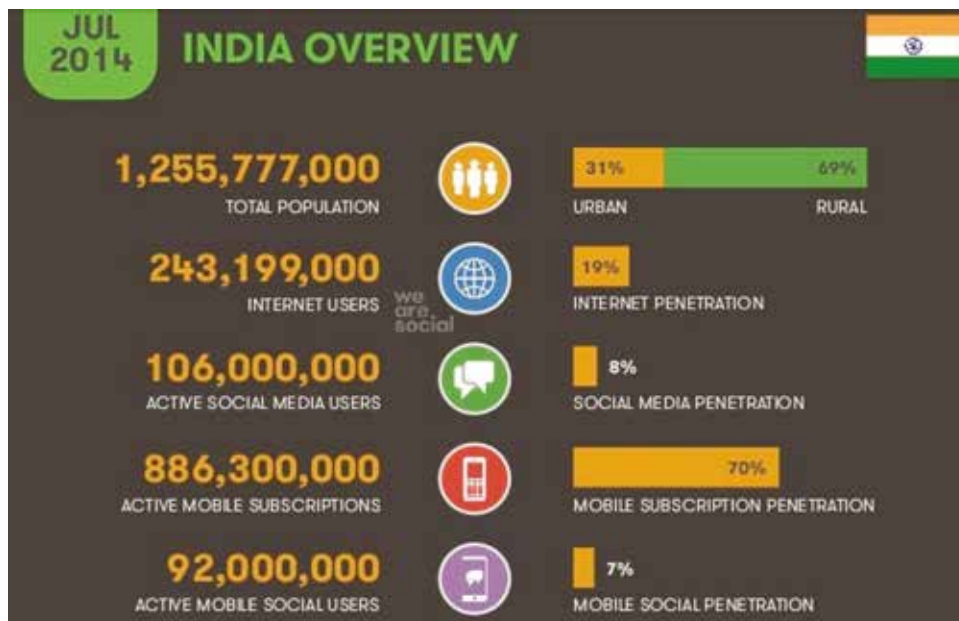 JUL
2014
INDIA OVERVIEW
1,255,777,000
TOTAL POPULATION
31%
69%
URBAN
RURAL
243,199,000
INTERNET USERS
we
are
social
19%
INTERNET PENETRATION
106,000,000
ACTIVE SOCIAL MEDIA USERS
8%
SOCIAL MEDIA PENETRATION
886,300,000
ACTIVE MOBILE SUBSCRIPTIONS
70%
MOBILE SUBSCRIPTION PENETRATION
92,000,000
ACTIVE MOBILE SOCIAL USERS
7%
MOBILE SOCIAL PENETRATION